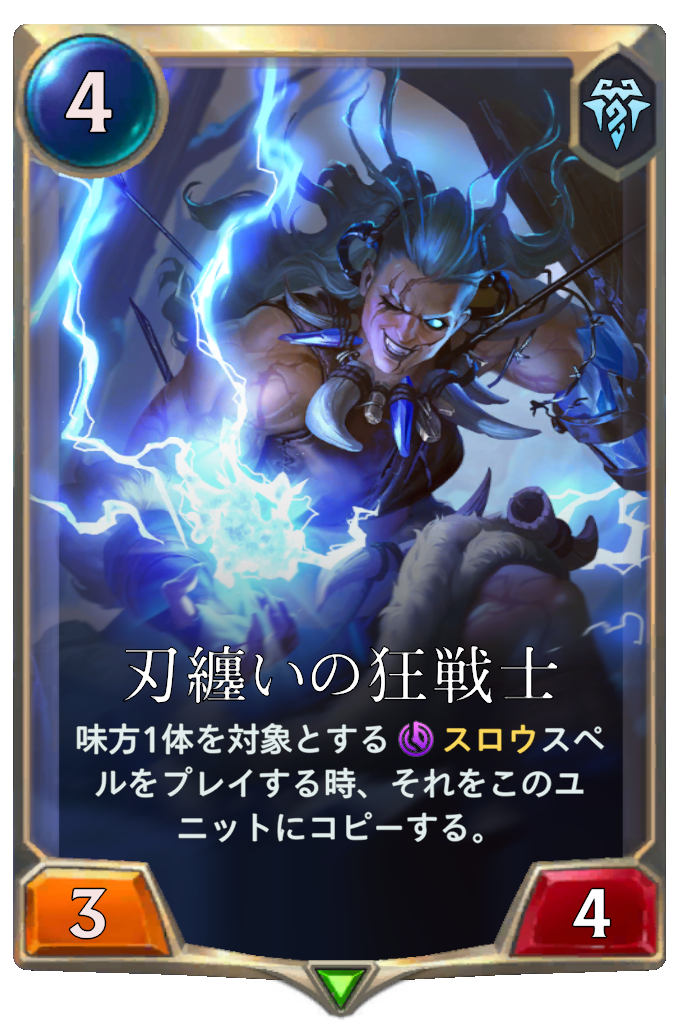 4
刃纏いの狂戦士
味方1体を対象とする スロウスペ
ルをプレイする時、それをこのユ
ニットにコピーする。
3
4